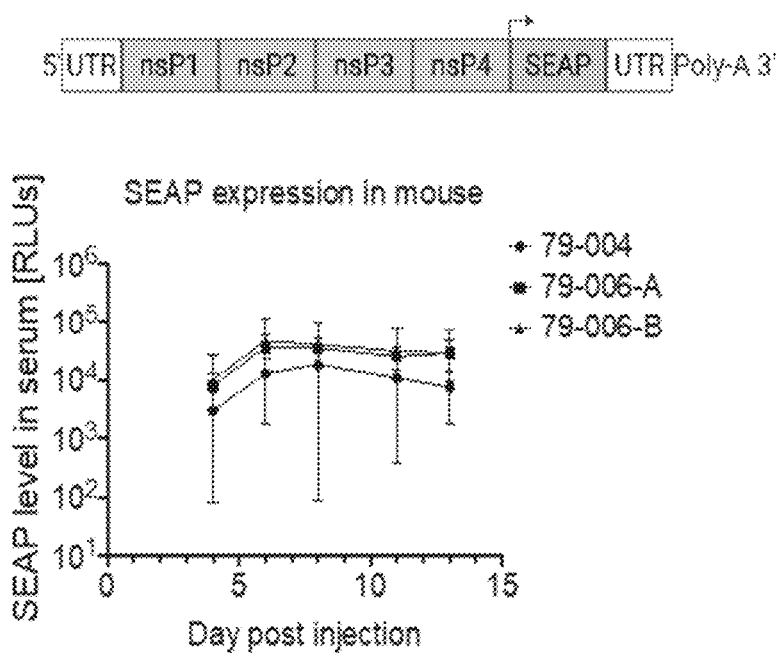 5' UTR nsP1 nsP2 nsP3 nsP4 SEAP UTR Poly-A 3'
SEAP expression in mouse
SEAP level in serum [RLUs]
10⁶
10⁵
10⁴
10³
10²
10¹
0 5 10 15
Day post injection
79-004
79-006-A
79-006-B